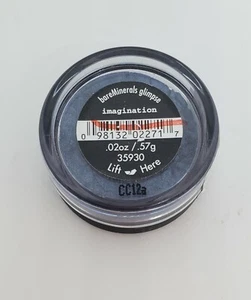 bareMinerals glimpse
imagination
0 98132 02271 7
.02oz/.57g
35930
Lift Here
CC12a